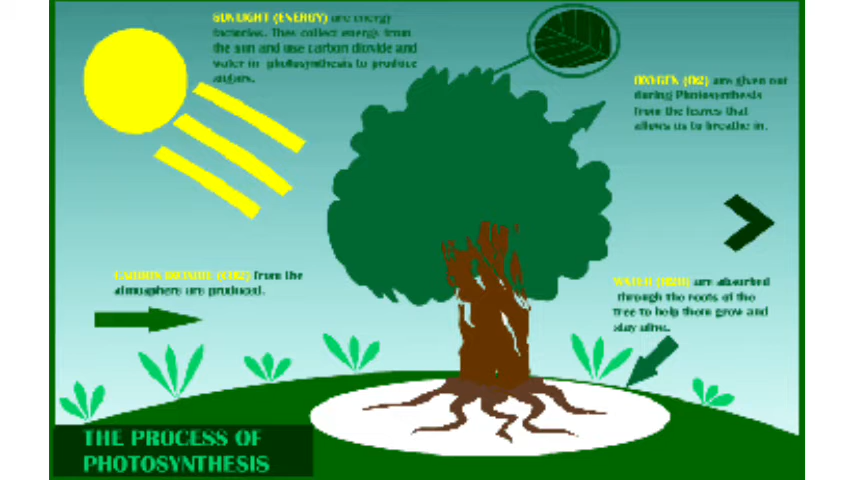 SUNLIGHT (ENERGY) are energy
factories. They collect energy from
the sun and use carbon dioxide and
water in photosynthesis to produce
sugars.
OXYGEN (O2) are given out
during Photosynthesis
from the leaves that
allows us to breathe in.
CARBON DIOXIDE (CO2) from the
atmosphere are produced.
WATER (H2O) are absorbed
through the roots of the
tree to help them grow and
stay alive.
THE PROCESS OF
PHOTOSYNTHESIS